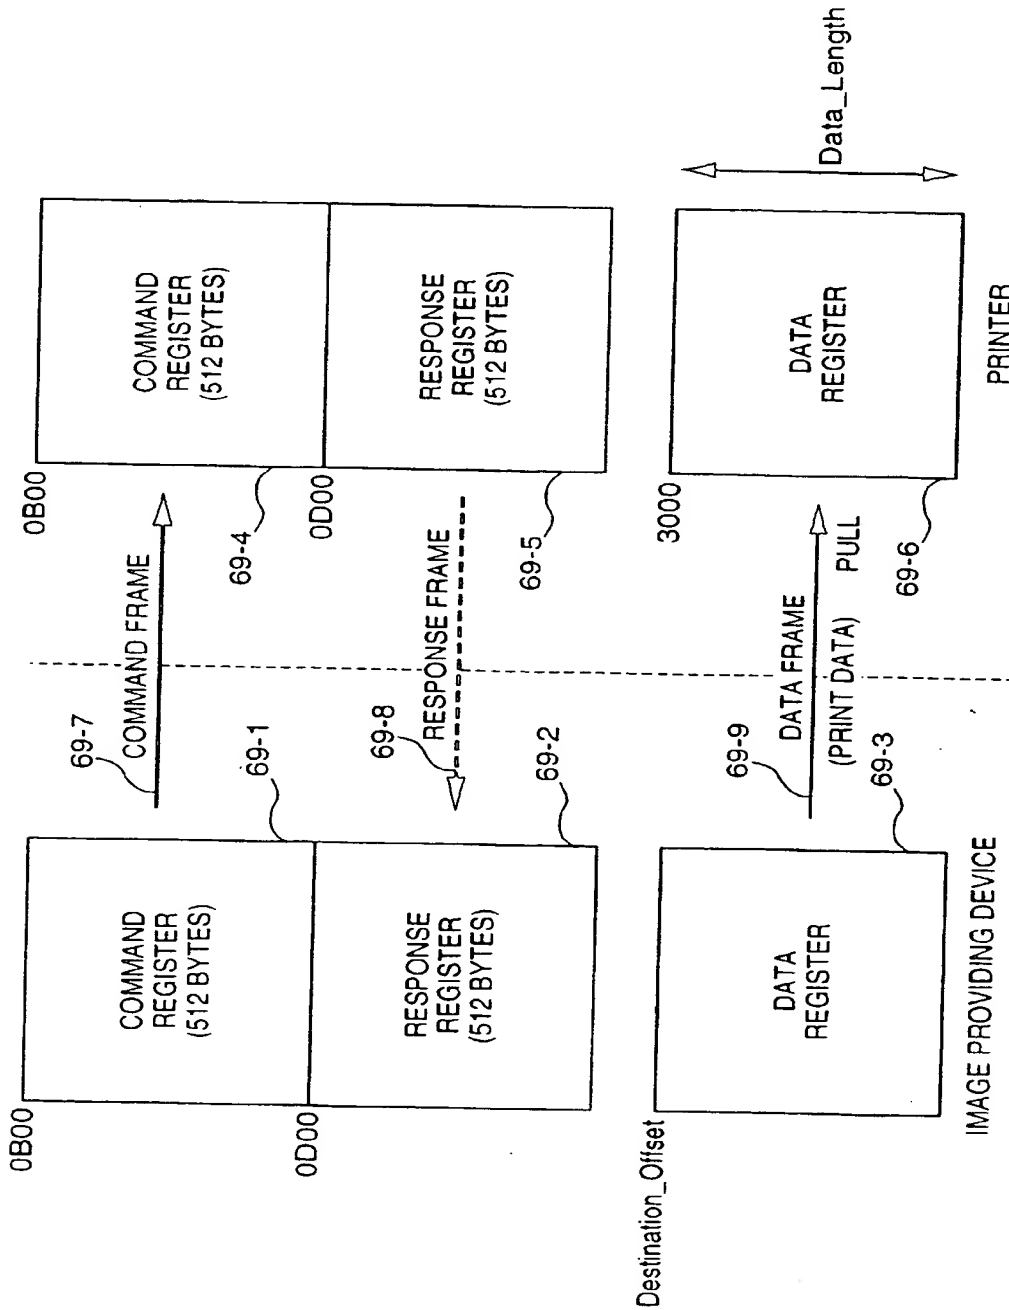 0B00
COMMAND
REGISTER
(512 BYTES)
69-1
0D00
RESPONSE
REGISTER
(512 BYTES)
69-2
Destination_Offset
DATA
REGISTER
69-3
IMAGE PROVIDING DEVICE
69-7
COMMAND FRAME
69-8
RESPONSE FRAME
69-9
DATA FRAME
(PRINT DATA)
PULL
0B00
COMMAND
REGISTER
(512 BYTES)
69-4
0D00
RESPONSE
REGISTER
(512 BYTES)
69-5
3000
DATA
REGISTER
69-6
Data_Length
PRINTER